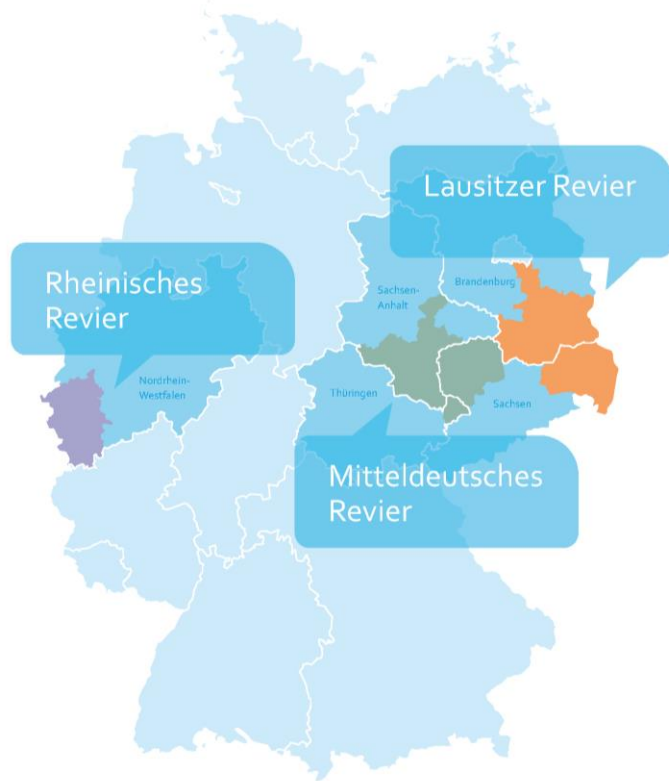 Lausitzer Revier
Rheinisches
Revier
Brandenburg
Sachsen-
Anhalt
Nordrhein-
Westfalen
Thüringen
Sachsen
Mitteldeutsches
Revier